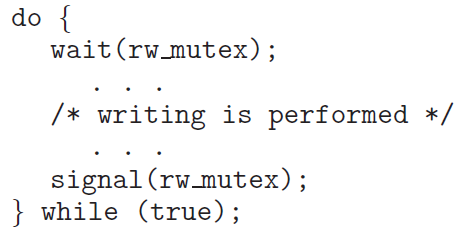 do {
wait(rw_mutex);
. . .
/* writing is performed */
. . .
signal(rw_mutex);
} while (true);